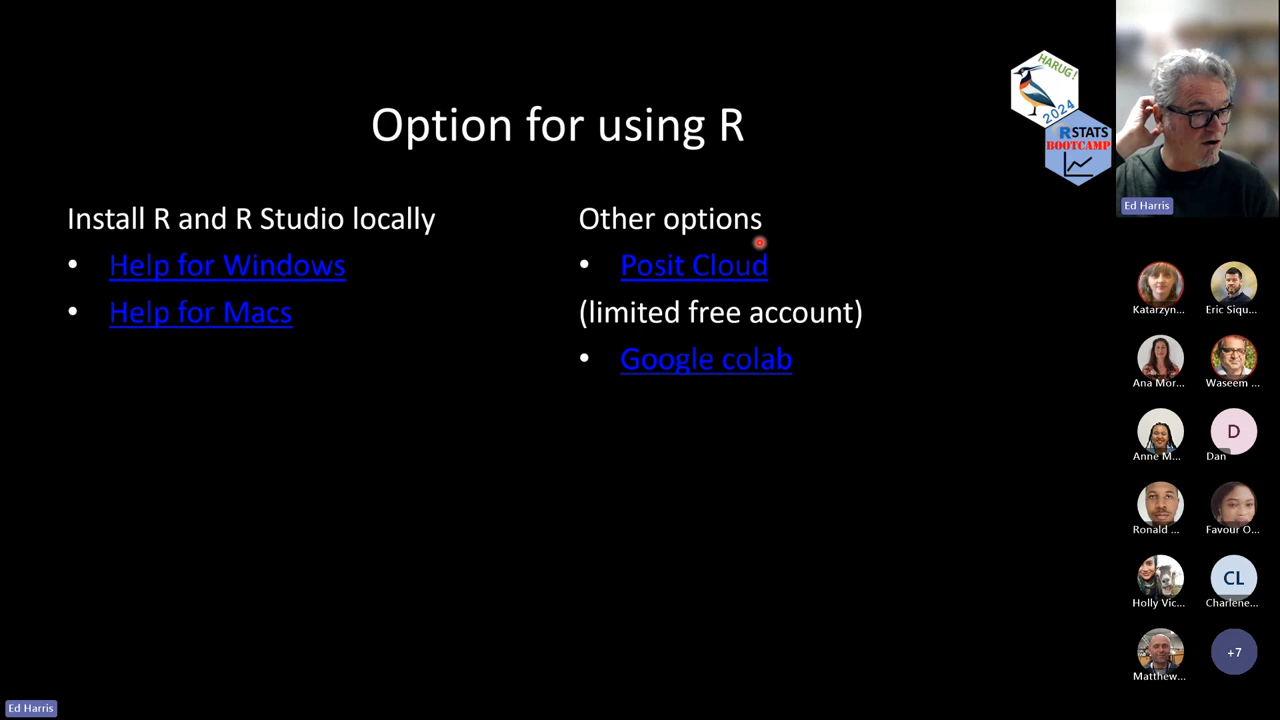 Option for using R
HARUG!
2024
RSTATS
BOOTCAMP
Ed Harris
Install R and R Studio locally
• Help for Windows
• Help for Macs
Other options
• Posit Cloud
(limited free account)
• Google colab
Katarzyn...
Eric Siqu...
Ana Mor...
Waseem ...
Anne M...
D
Dan
Ronald ...
Favour O...
Holly Vic...
CL
Charlene...
Matthew...
+7
Ed Harris